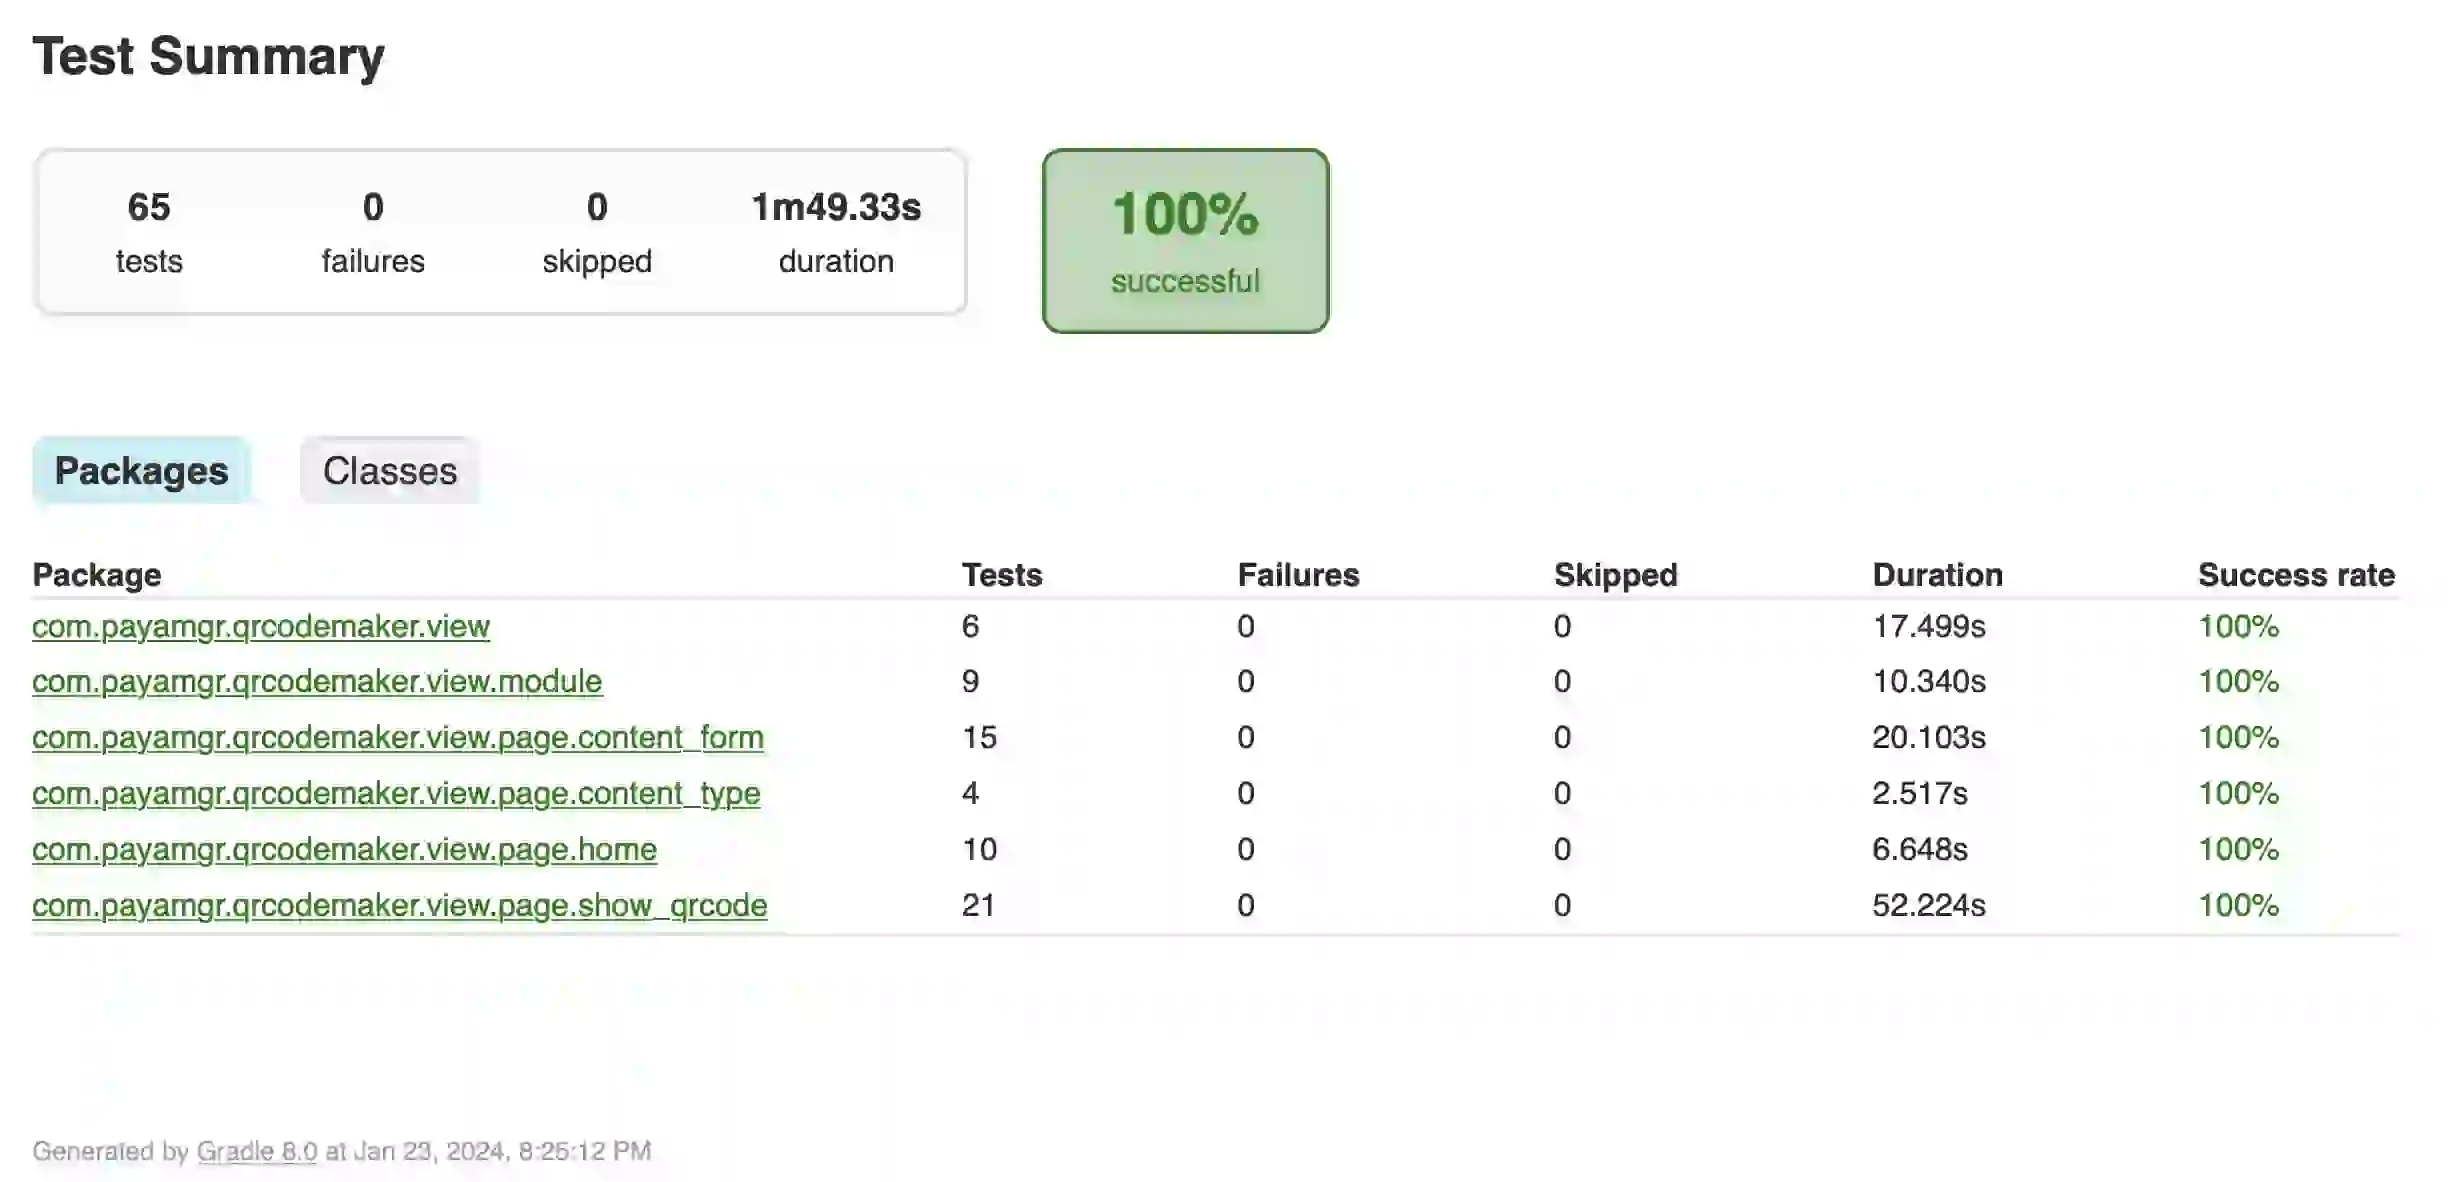 Test Summary
65 0 0 1m49.33s
tests failures skipped duration
100%
successful
Packages Classes
Package Tests Failures Skipped Duration Success rate
com.payamgr.qrcodemaker.view 6 0 0 17.499s 100%
com.payamgr.qrcodemaker.view.module 9 0 0 10.340s 100%
com.payamgr.qrcodemaker.view.page.content_form 15 0 0 20.103s 100%
com.payamgr.qrcodemaker.view.page.content_type 4 0 0 2.517s 100%
com.payamgr.qrcodemaker.view.page.home 10 0 0 6.648s 100%
com.payamgr.qrcodemaker.view.page.show_qrcode 21 0 0 52.224s 100%
Generated by Gradle 8.0 at Jan 23, 2024, 8:25:12 PM